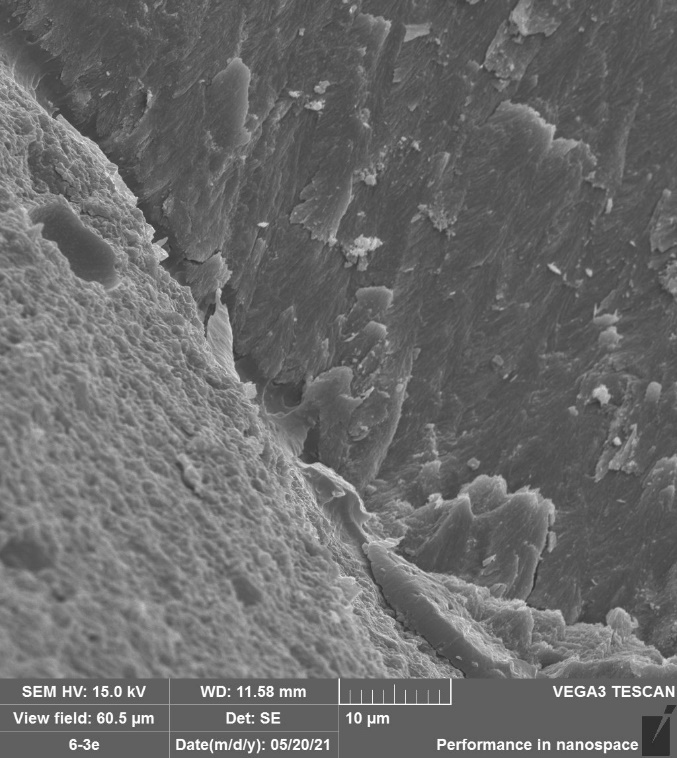 SEM HV: 15.0 kV
WD: 11.58 mm
VEGA3 TESCAN
View field: 60.5 µm
Det: SE
10 µm
6-3e
Date(m/d/y): 05/20/21
Performance in nanospace